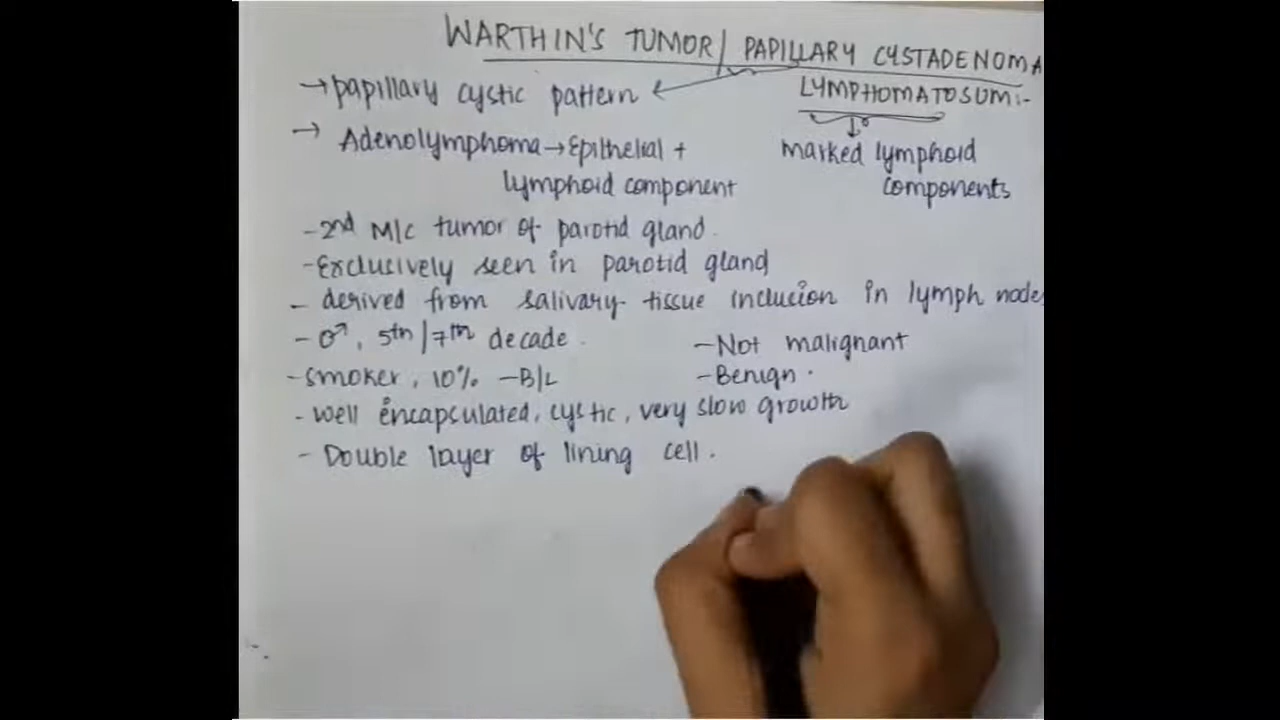 WARTHIN'S TUMOR / PAPILLARY CYSTADENOMA
LYMPHOMATOSUM:-
→ papillary cystic pattern
→ Adenolymphoma → Epithelial +
lymphoid component
marked lymphoid
components
- 2nd M/c tumor of parotid gland.
- Exclusively seen in parotid gland
- derived from salivary tissue inclusion in lymph node
- ♂, 5th/7th decade.
- Not malignant
- smoker, 10% - B/L
- Benign.
- well encapsulated, cystic, very slow growth
- Double layer of lining cell.